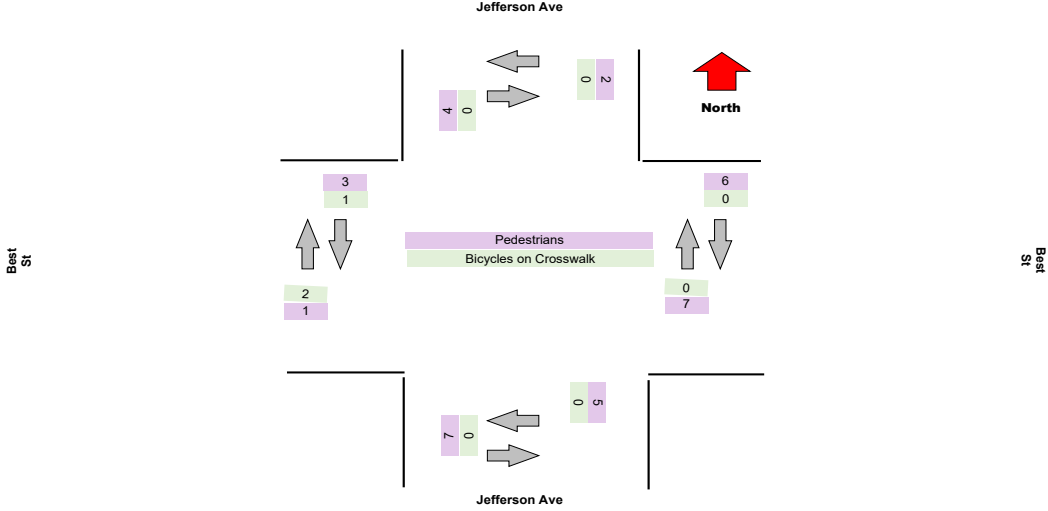 Jefferson Ave
0 2
4 0
North
3
1
6
0
Best
St
Pedestrians
Bicycles on Crosswalk
Best
St
2
1
0
7
0 5
7 0
Jefferson Ave